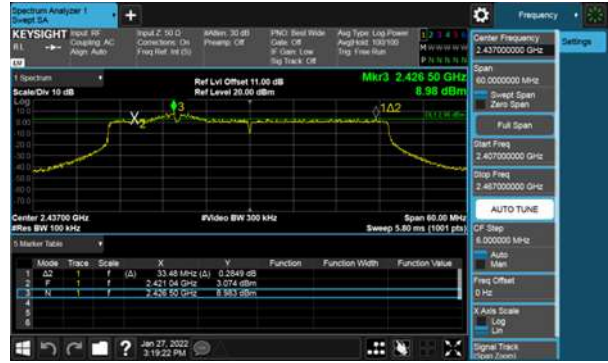 Spectrum Analyzer 1
Swept SA
Frequency
KEYSIGHT
Input: RF
Coupling: AC
Align: Auto
Input Z: 50 Ω
Corrections: On
Freq Ref: Int (S)
#Atten: 30 dB
Preamp: Off
PNO: Best Wide
Gate: Off
IF Gain: Low
Sig Track: Off
Avg Type: Log-Power
Avg|Hold: 100/100
Trig: Free Run
Settings
Center Frequency
2.437000000 GHz
Span
60.0000000 MHz
Swept Span
Zero Span
Full Span
Start Freq
2.407000000 GHz
Stop Freq
2.467000000 GHz
AUTO TUNE
CF Step
6.000000 MHz
Auto
Man
Freq Offset
0 Hz
X Axis Scale
Log
Lin
Signal Track
(Span Zoom)
1 Spectrum
Scale/Div 10 dB
Log
Ref Lvl Offset 11.00 dB
Ref Level 20.00 dBm
Mkr3 2.426 50 GHz
8.98 dBm
3
1Δ2
2
Center 2.43700 GHz
#Res BW 100 kHz
#Video BW 300 kHz
Span 60.00 MHz
Sweep 5.80 ms (1001 pts)
5 Marker Table
Mode Trace Scale X Y Function Function Width Function Value
1 Δ2 1 f (Δ) 33.48 MHz (Δ) 0.2849 dB
2 F 1 f 2.421 04 GHz 3.074 dBm
3 N 1 f 2.426 50 GHz 8.983 dBm
4
5
6
Jan 27, 2022
3:19:22 PM